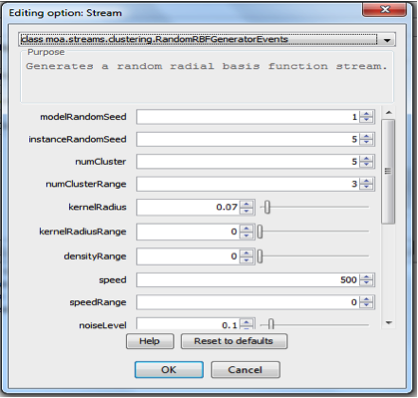 Editing option: Stream
class moa.streams.clustering.RandomRBFGeneratorEvents
Purpose
Generates a random radial basis function stream.
modelRandomSeed 1
instanceRandomSeed 5
numCluster 5
numClusterRange 3
kernelRadius 0.07
kernelRadiusRange 0
densityRange 0
speed 500
speedRange 0
noiseLevel 0.1
Help Reset to defaults
OK Cancel